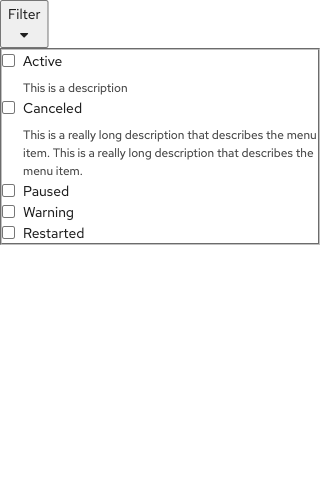 Filter
Active
This is a description
Canceled
This is a really long description that describes the menu
item. This is a really long description that describes the
menu item.
Paused
Warning
Restarted